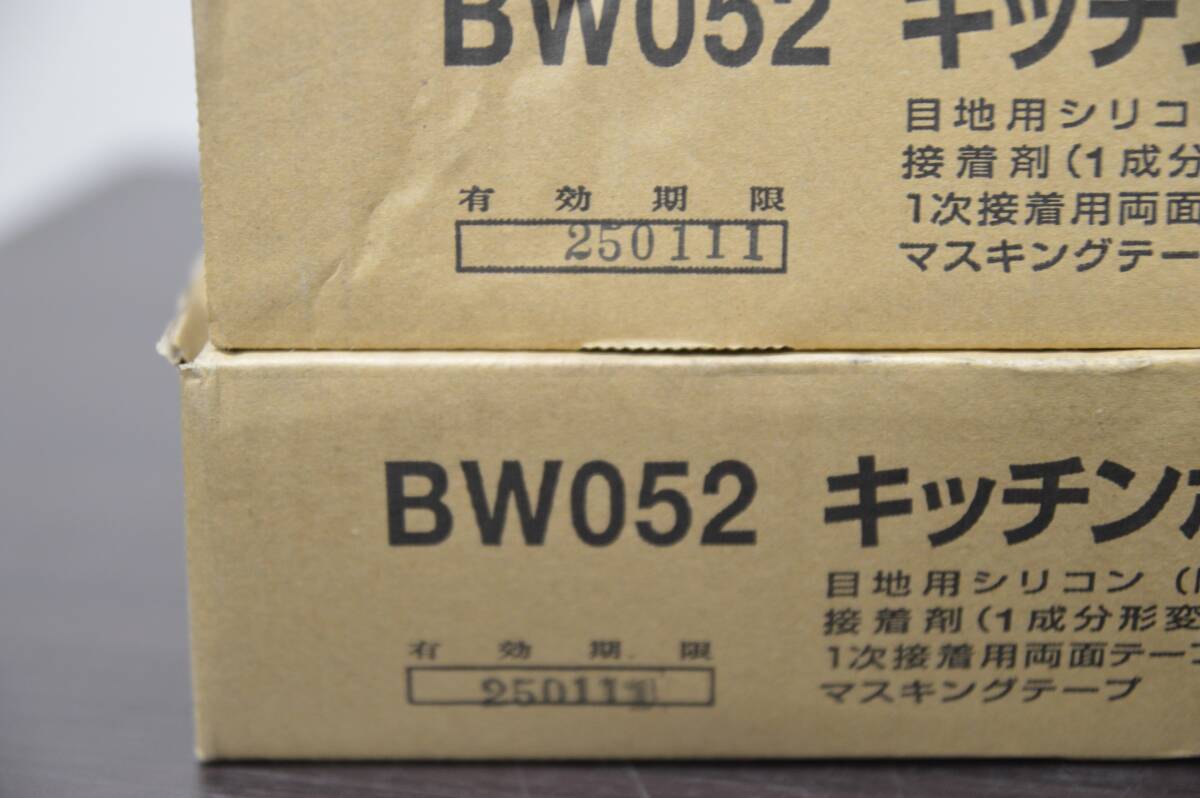 BW052 キッチン
目地用シリコ
接着剤(1成分
1次接着用両面
マスキングテー
有効期限
250111
BW052 キッチン
目地用シリコン(
接着剤(1成分形変
1次接着用両面テープ
マスキングテープ
有効期限
250111